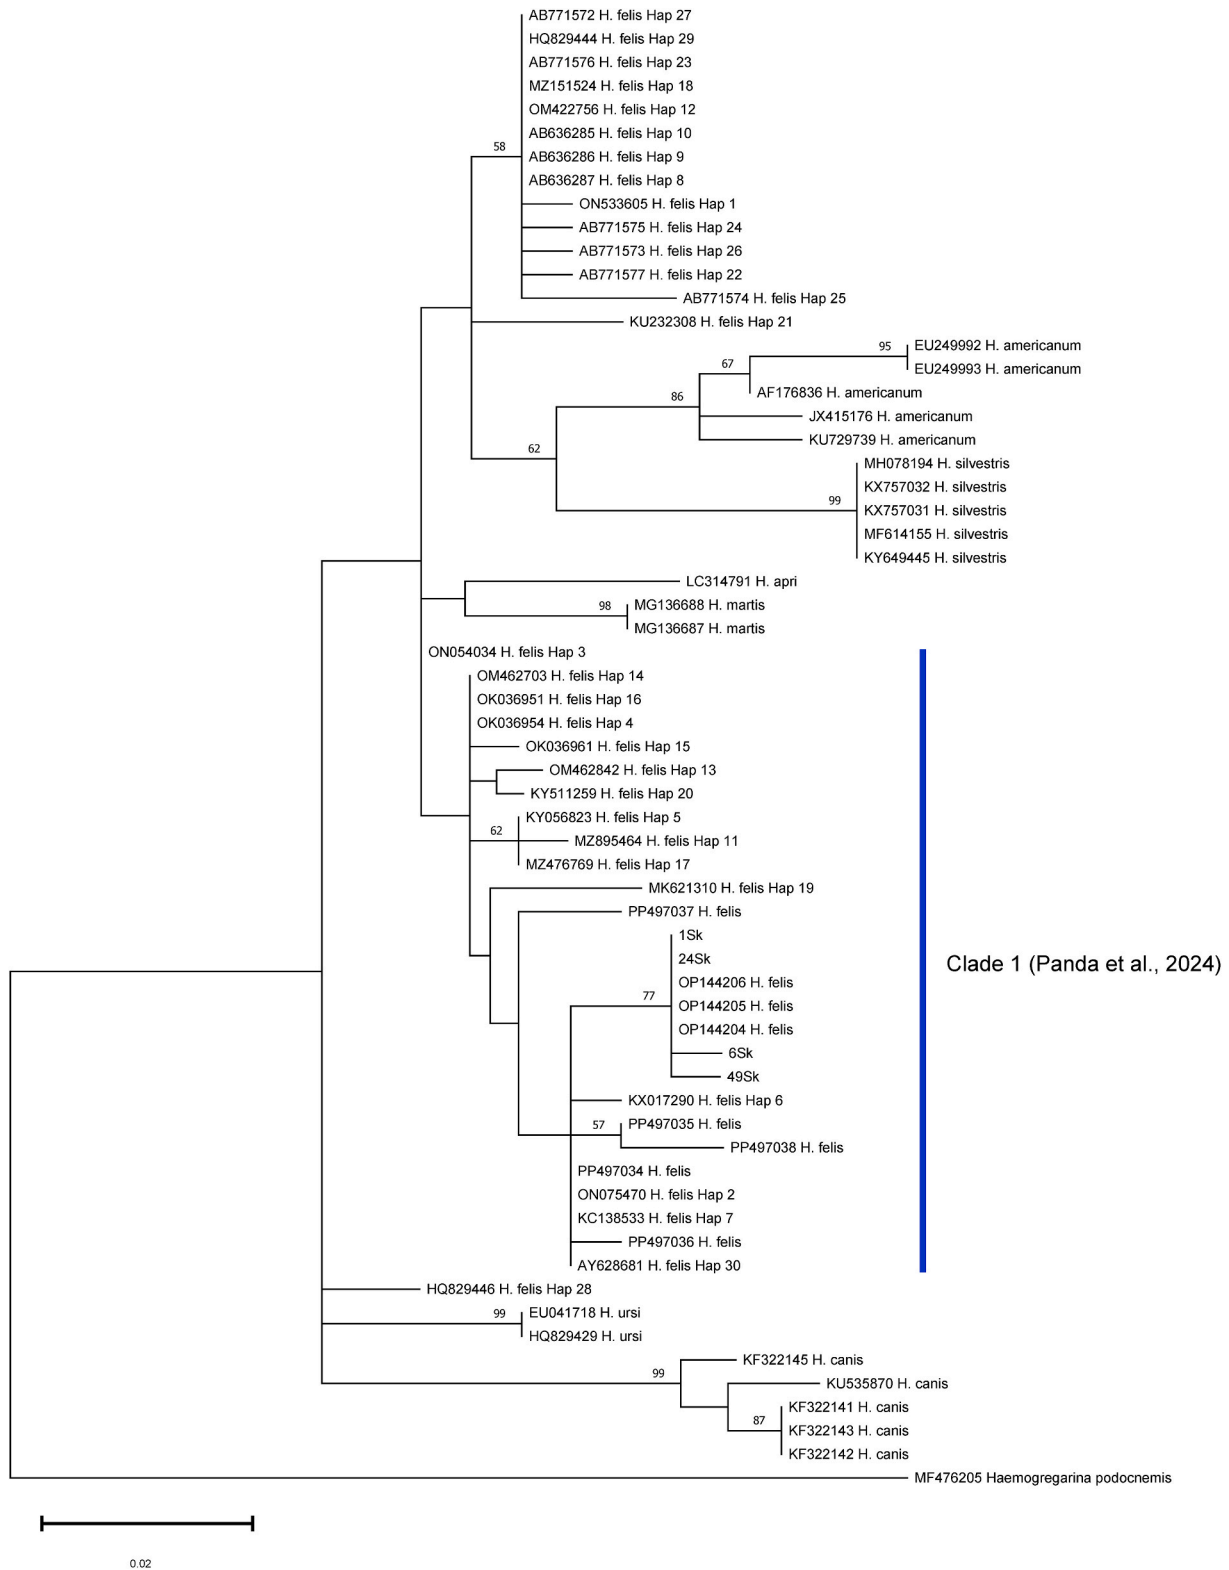 AB771572 H. felis Hap 27
HQ829444 H. felis Hap 29
AB771576 H. felis Hap 23
MZ151524 H. felis Hap 18
OM422756 H. felis Hap 12
AB636285 H. felis Hap 10
58
AB636286 H. felis Hap 9
AB636287 H. felis Hap 8
ON533605 H. felis Hap 1
AB771575 H. felis Hap 24
AB771573 H. felis Hap 26
AB771577 H. felis Hap 22
AB771574 H. felis Hap 25
KU232308 H. felis Hap 21
95
EU249992 H. americanum
67
EU249993 H. americanum
86
AF176836 H. americanum
JX415176 H. americanum
KU729739 H. americanum
62
MH078194 H. silvestris
KX757032 H. silvestris
99
KX757031 H. silvestris
MF614155 H. silvestris
KY649445 H. silvestris
LC314791 H. apri
98
MG136688 H. martis
MG136687 H. martis
ON054034 H. felis Hap 3
OM462703 H. felis Hap 14
OK036951 H. felis Hap 16
OK036954 H. felis Hap 4
OK036961 H. felis Hap 15
OM462842 H. felis Hap 13
KY511259 H. felis Hap 20
KY056823 H. felis Hap 5
62
MZ895464 H. felis Hap 11
MZ476769 H. felis Hap 17
MK621310 H. felis Hap 19
PP497037 H. felis
1Sk
24Sk
Clade 1 (Panda et al., 2024)
OP144206 H. felis
77
OP144205 H. felis
OP144204 H. felis
6Sk
49Sk
KX017290 H. felis Hap 6
57
PP497035 H. felis
PP497038 H. felis
PP497034 H. felis
ON075470 H. felis Hap 2
KC138533 H. felis Hap 7
PP497036 H. felis
AY628681 H. felis Hap 30
HQ829446 H. felis Hap 28
99
EU041718 H. ursi
HQ829429 H. ursi
KF322145 H. canis
99
KU535870 H. canis
KF322141 H. canis
87
KF322143 H. canis
KF322142 H. canis
MF476205 Haemogregarina podocnemis
0.02